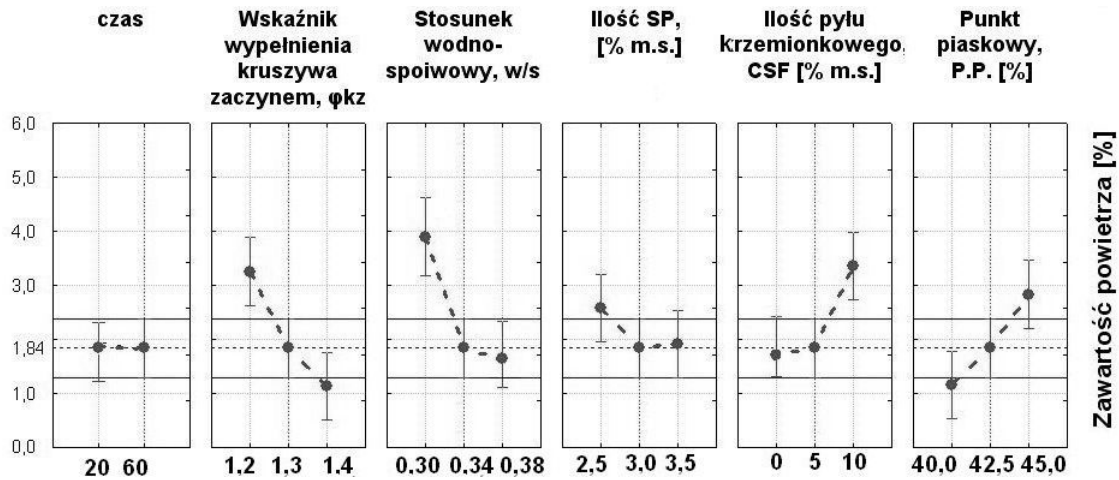 czas
Wskaźnik
wypełnienia
kruszywa
zaczynem, φkz
Stosunek
wodno-
spoiwowy, w/s
Ilość SP,
[% m.s.]
Ilość pyłu
krzemionkowego,
CSF [% m.s.]
Punkt
piaskowy,
P.P. [%]
6,0
5,0
4,0
3,0
1,84
1,0
0,0
Zawartość powietrza [%]
20 60
1,2 1,3 1,4
0,30 0,34 0,38
2,5 3,0 3,5
0 5 10
40,0 42,5 45,0